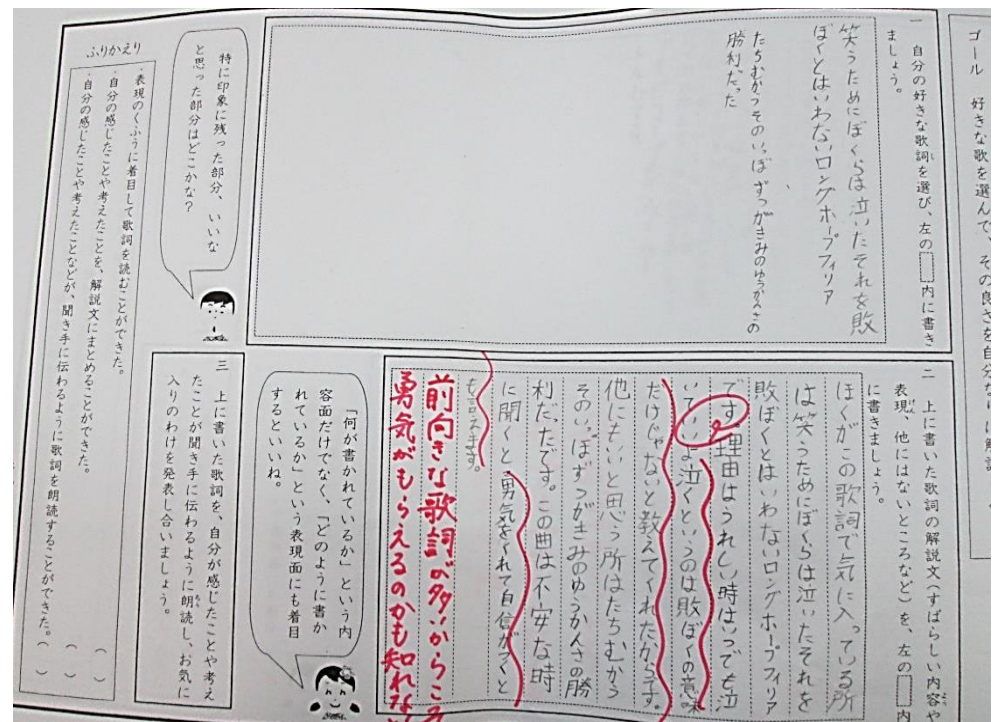 ゴール 好きな歌を選んで、その良さを自分なりに解説
一 自分の好きな歌詞を選び、左の 内に書き
ましょう。
笑うためにぼくらは泣いたそれを敗
ぼくとはいわないロングホープフィリア
たちむかうそのいっぽずつがきみのゆうかんさの
勝利だった
特に印象に残った部分、いいな
と思った部分はどこかな?
ふりかえり
・表現のくふうに着目して歌詞を読むことができた。
・自分の感じたことや考えたことを、解説文にまとめることができた。
・自分の感じたことや考えたことなどが、聞き手に伝わるように歌詞を朗読することができた。
( )
( )
( )
二 上に書いた歌詞の解説文(すばらしい内容や
表現、他にはないところなど)を、左の 内
に書きましょう。
ぼくがこの歌詞で気に入っている所
は笑うためにぼくらは泣いたそれを
敗ぼくとはいわないロングホープフィリア
です。理由はうれしい時はいつでも泣
いていいよ泣くというのは敗ぼくの意味
だけじゃないと教えてくれたからです。
他にもいいと思っ所はたちむかう
そのいっぽずつがきみのゆうかんさの勝
利だたです。この曲は不安な時
に聞くと勇気をくれて自信がつくと
も言えます。
前向きな歌詞が多いからこそ
勇気がもらえるのかも知れない
「何が書かれているか」という内
容面だけでなく、「どのように書か
れているか」という表現面にも着目
するといいね。
三 上に書いた歌詞を、自分が感じたことや考え
たことが聞き手に伝わるように朗読し、お気に
入りのわけを発表し合いましょう。